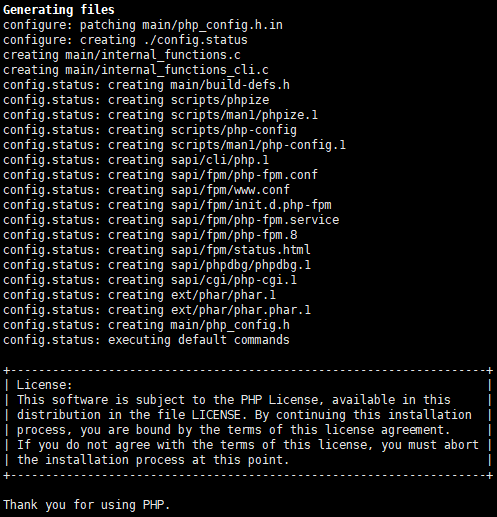 Generating files
configure: patching main/php_config.h.in
configure: creating ./config.status
creating main/internal_functions.c
creating main/internal_functions_cli.c
config.status: creating main/build-defs.h
config.status: creating scripts/phpize
config.status: creating scripts/man1/phpize.1
config.status: creating scripts/php-config
config.status: creating scripts/man1/php-config.1
config.status: creating sapi/cli/php.1
config.status: creating sapi/fpm/php-fpm.conf
config.status: creating sapi/fpm/www.conf
config.status: creating sapi/fpm/init.d.php-fpm
config.status: creating sapi/fpm/php-fpm.service
config.status: creating sapi/fpm/php-fpm.8
config.status: creating sapi/fpm/status.html
config.status: creating sapi/phpdbg/phpdbg.1
config.status: creating sapi/cgi/php-cgi.1
config.status: creating ext/phar/phar.1
config.status: creating ext/phar/phar.phar.1
config.status: creating main/php_config.h
config.status: executing default commands

+--------------------------------------------------------------------+
| License:                                                           |
| This software is subject to the PHP License, available in this     |
| distribution in the file LICENSE. By continuing this installation  |
| process, you are bound by the terms of this license agreement.     |
| If you do not agree with the terms of this license, you must abort |
| the installation process at this point.                            |
+--------------------------------------------------------------------+

Thank you for using PHP.